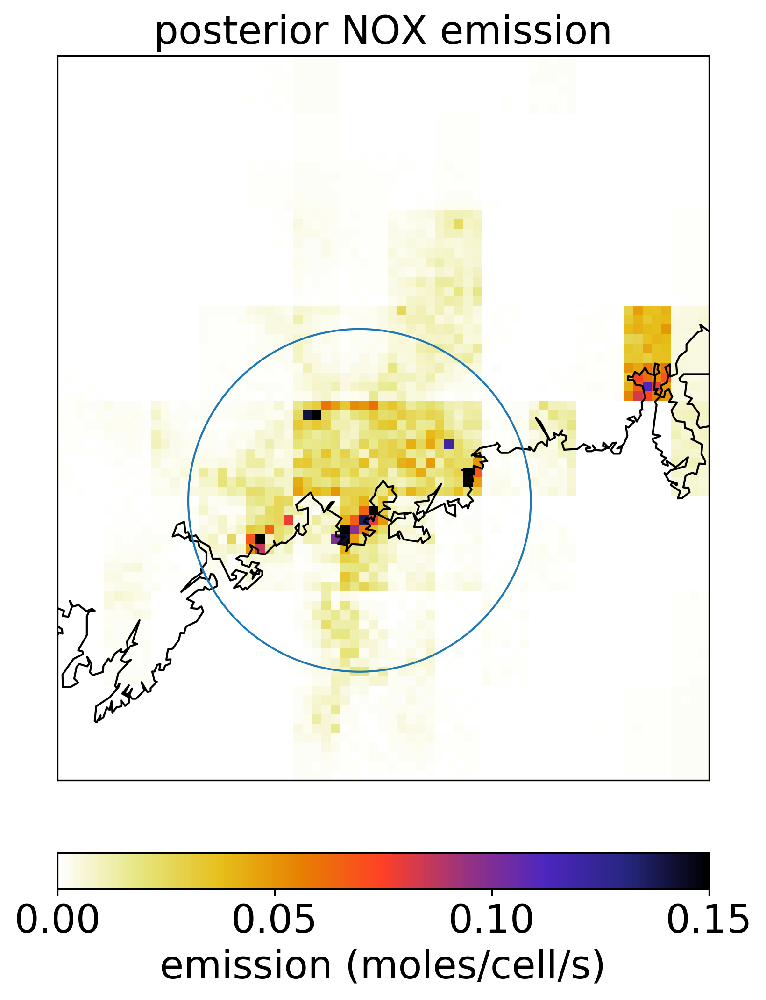 posterior NOX emission
0.00 0.05 0.10 0.15
emission (moles/cell/s)